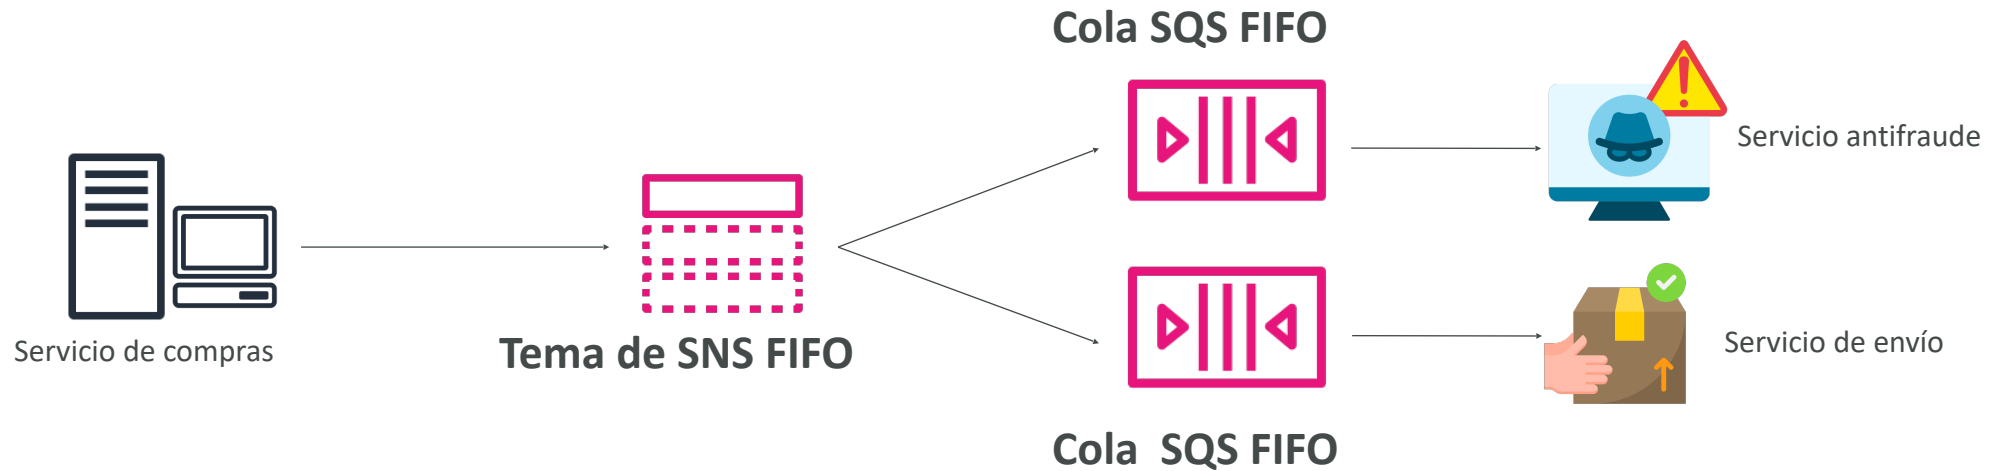 Cola SQS FIFO
Servicio antifraude
Servicio de compras
Tema de SNS FIFO
Servicio de envío
Cola  SQS FIFO